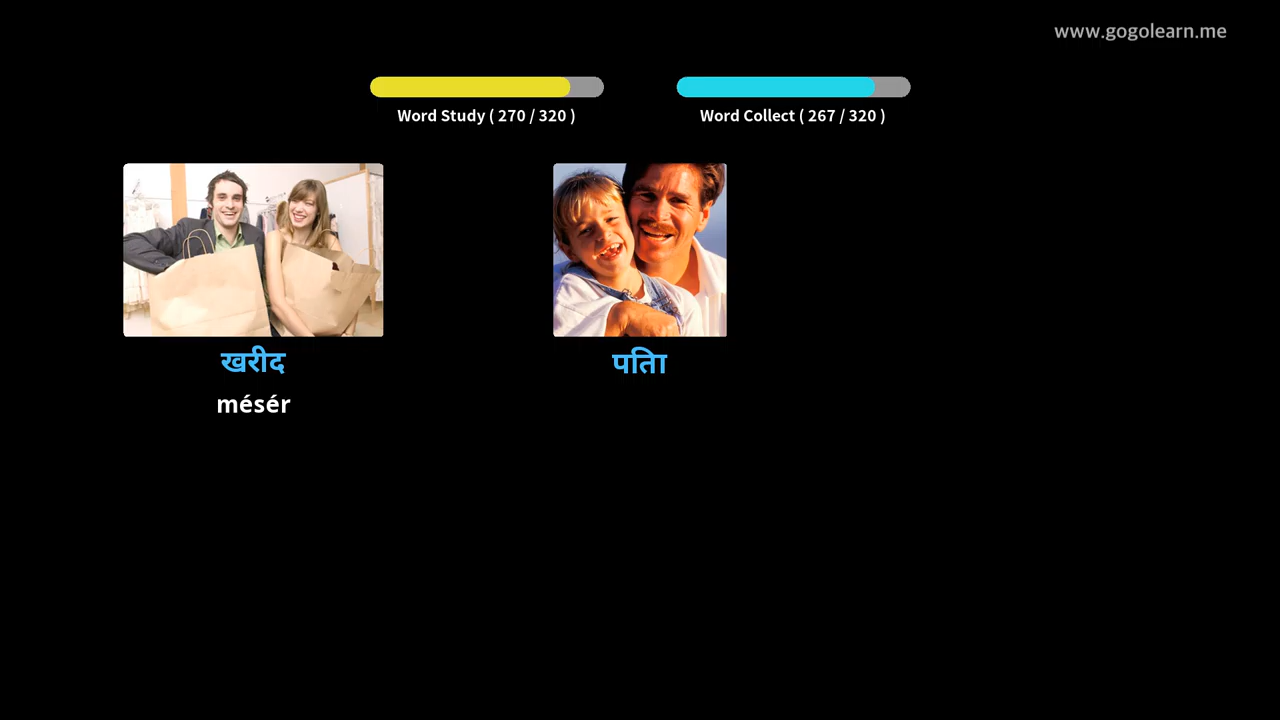 www.gogolearn.me
Word Study ( 270 / 320 )
Word Collect ( 267 / 320 )
खरीद
पिता
mésér